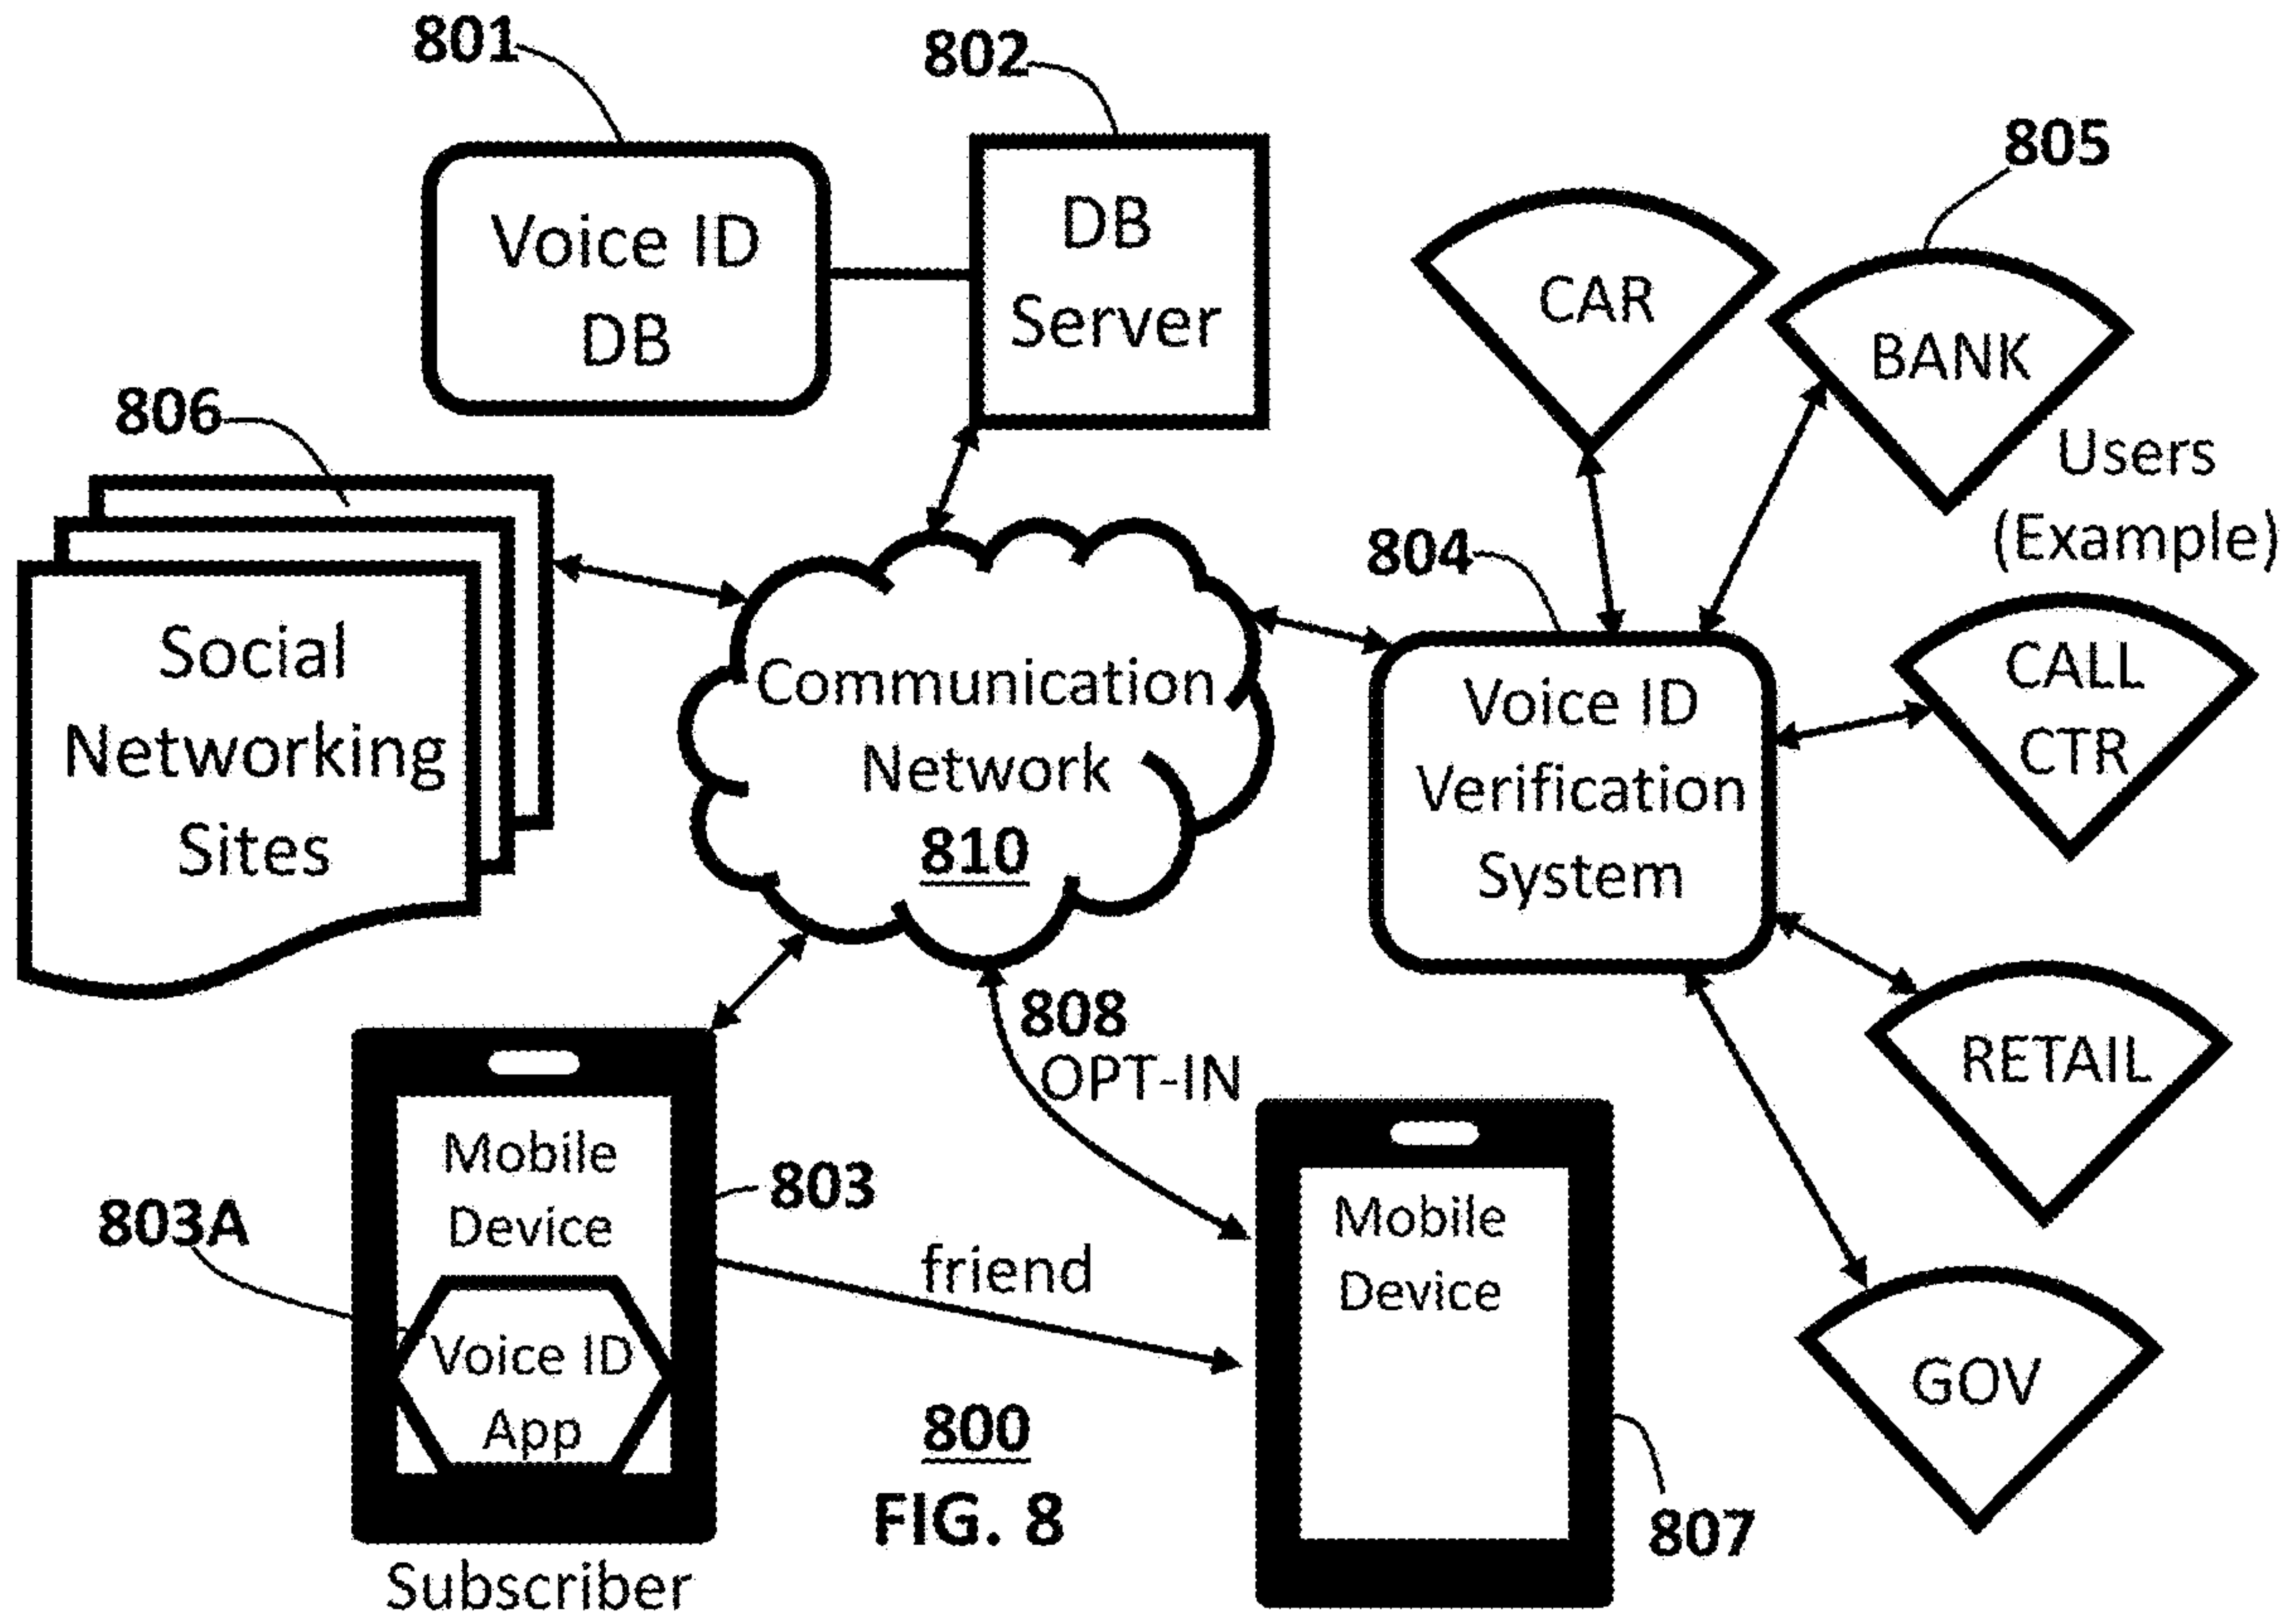 801
802
805
Voice ID
DB
DB
Server
CAR
BANK
Users
(Example)
806
804
Social
Networking
Sites
Communication
Network
810
Voice ID
Verification
System
CALL
CTR
808
OPT-IN
RETAIL
Mobile
Device
803
803A
Voice ID
App
friend
Mobile
Device
GOV
800
FIG. 8
807
Subscriber